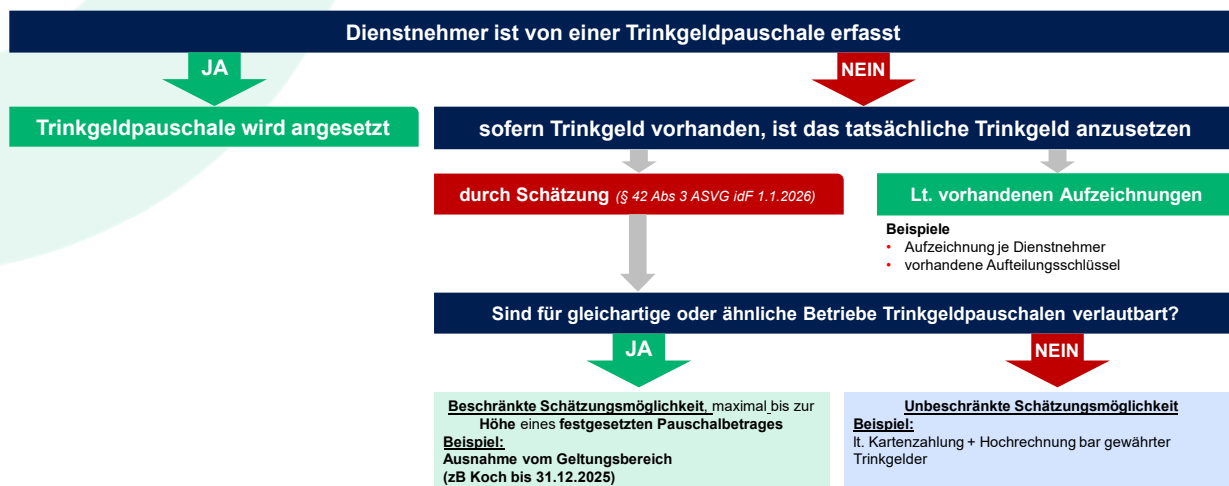 Dienstnehmer ist von einer Trinkgeldpauschale erfasst
JA
NEIN
Trinkgeldpauschale wird angesetzt
sofern Trinkgeld vorhanden, ist das tatsächliche Trinkgeld anzusetzen
durch Schätzung (§ 42 Abs 3 ASVG idF 1.1.2026)
Lt. vorhandenen Aufzeichnungen
Beispiele
• Aufzeichnung je Dienstnehmer
• vorhandene Aufteilungsschlüssel
Sind für gleichartige oder ähnliche Betriebe Trinkgeldpauschalen verlautbart?
JA
NEIN
Beschränkte Schätzungsmöglichkeit, maximal bis zur
Höhe eines festgesetzten Pauschalbetrages
Beispiel:
Ausnahme vom Geltungsbereich
(zB Koch bis 31.12.2025)
Unbeschränkte Schätzungsmöglichkeit
Beispiel:
lt. Kartenzahlung + Hochrechnung bar gewährter
Trinkgelder